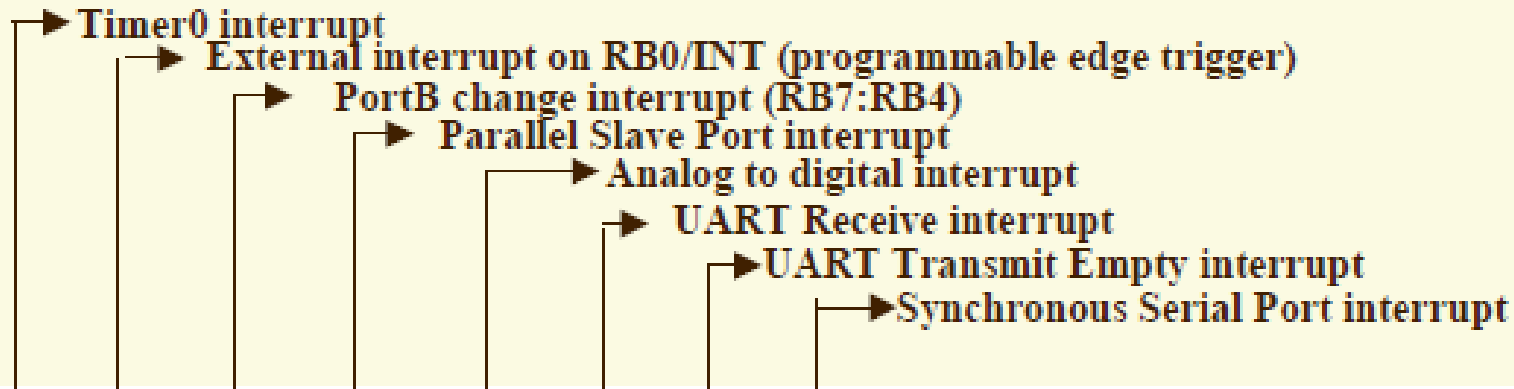 Timer0 interrupt
External interrupt on RB0/INT (programmable edge trigger)
PortB change interrupt (RB7:RB4)
Parallel Slave Port interrupt
Analog to digital interrupt
UART Receive interrupt
UART Transmit Empty interrupt
Synchronous Serial Port interrupt